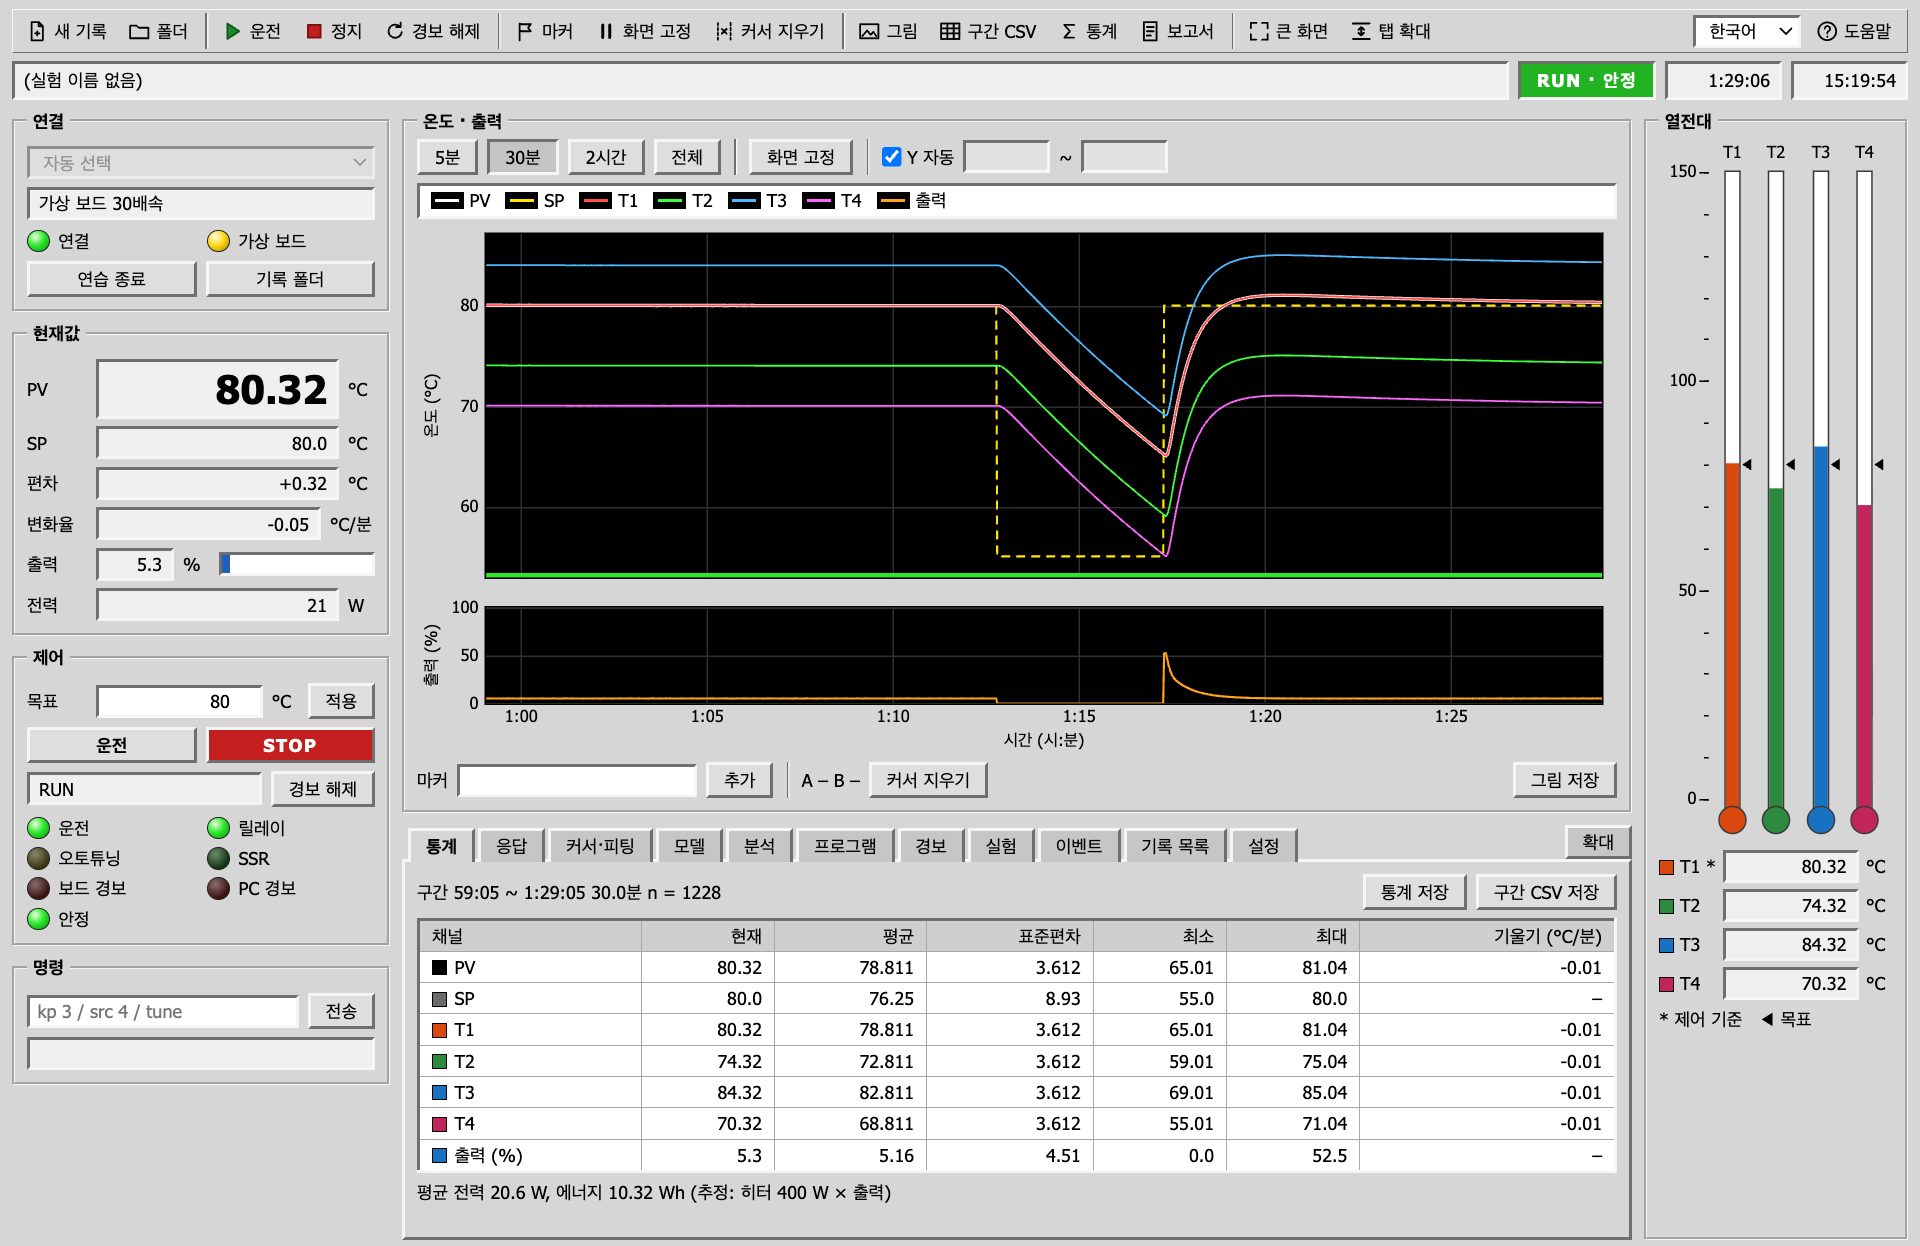 새 기록 폴더 운전 정지 경보 해제 마커 화면 고정 커서 지우기 그림 구간 CSV 통계 보고서 큰 화면 탭 확대 한국어 도움말
(실험 이름 없음) RUN · 안정 1:29:06 15:19:54
연결
자동 선택
가상 보드 30배속
연결 가상 보드
연습 종료 기록 폴더
현재값
PV 80.32 °C
SP 80.0 °C
편차 +0.32 °C
변화율 -0.05 °C/분
출력 5.3 %
전력 21 W
제어
목표 80 °C 적용
운전 STOP
RUN 경보 해제
운전 릴레이
오토튜닝 SSR
보드 경보 PC 경보
안정
명령
kp 3 / src 4 / tune 전송
온도 · 출력
5분 30분 2시간 전체 화면 고정 Y 자동 ~
PV SP T1 T2 T3 T4 출력
온도 (°C)
80
70
60
출력 (%)
100
50
0
1:00 1:05 1:10 1:15 1:20 1:25
시간 (시:분)
마커 추가 A – B – 커서 지우기 그림 저장
통계 응답 커서·피팅 모델 분석 프로그램 경보 실험 이벤트 기록 목록 설정 확대
구간 59:05 ~ 1:29:05 30.0분 n = 1228 통계 저장 구간 CSV 저장
채널 현재 평균 표준편차 최소 최대 기울기 (°C/분)
PV 80.32 78.811 3.612 65.01 81.04 -0.01
SP 80.0 76.25 8.93 55.0 80.0 –
T1 80.32 78.811 3.612 65.01 81.04 -0.01
T2 74.32 72.811 3.612 59.01 75.04 -0.01
T3 84.32 82.811 3.612 69.01 85.04 -0.01
T4 70.32 68.811 3.612 55.01 71.04 -0.01
출력 (%) 5.3 5.16 4.51 0.0 52.5 –
평균 전력 20.6 W, 에너지 10.32 Wh (추정: 히터 400 W × 출력)
열전대
T1 T2 T3 T4
150
100
50
0
T1 * 80.32 °C
T2 74.32 °C
T3 84.32 °C
T4 70.32 °C
* 제어 기준 ◀ 목표